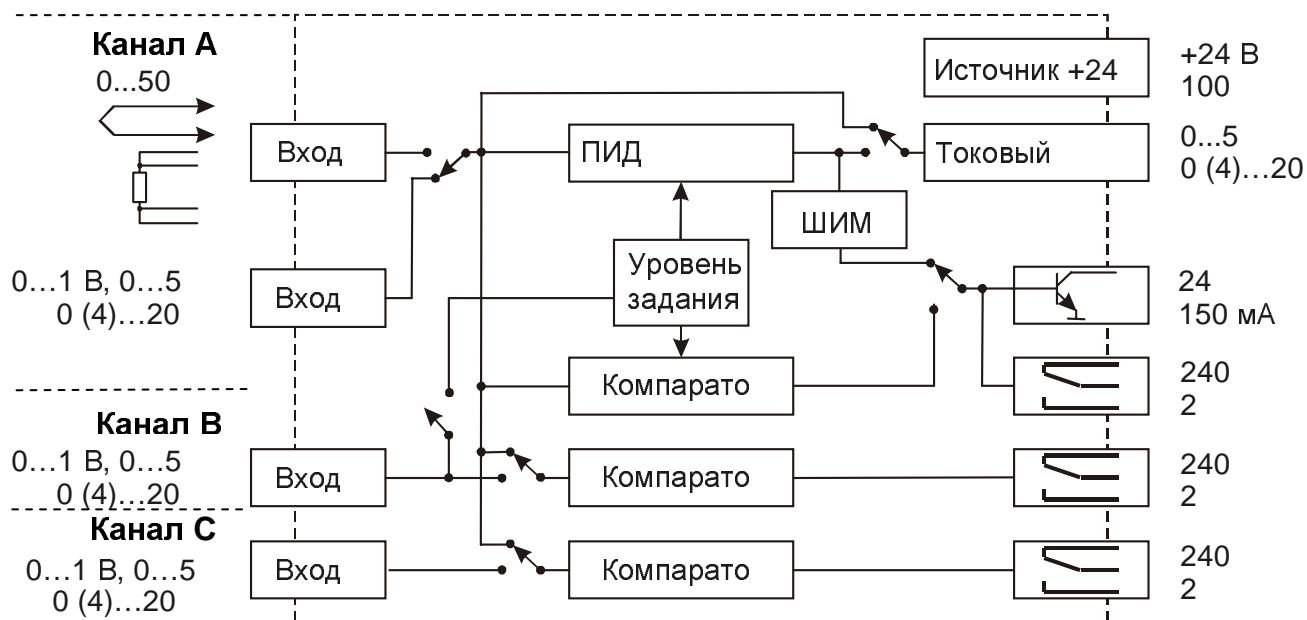 Канал А
0...50
Вход
0…1 В, 0…5
0 (4)…20
Вход
Канал В
0…1 В, 0…5
0 (4)…20
Вход
Канал С
0…1 В, 0…5
0 (4)…20
Вход
ПИД
ШИМ
Уровень
задания
Компарато
Компарато
Компарато
Источник +24
+24 В
100
Токовый
0...5
0 (4)…20
24
150 мА
240
2
240
2
240
2